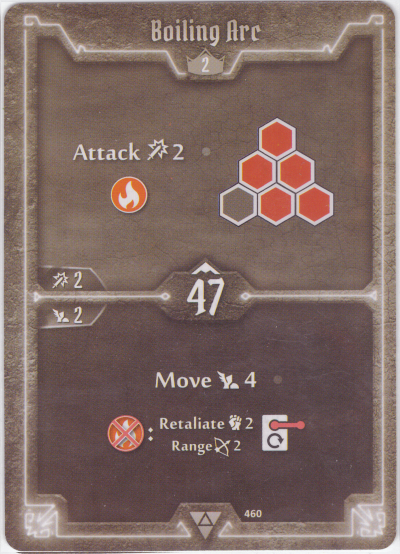 Boiling Arc
2
Attack 2
2
47
2
Move 4
Retaliate 2
Range 2
460